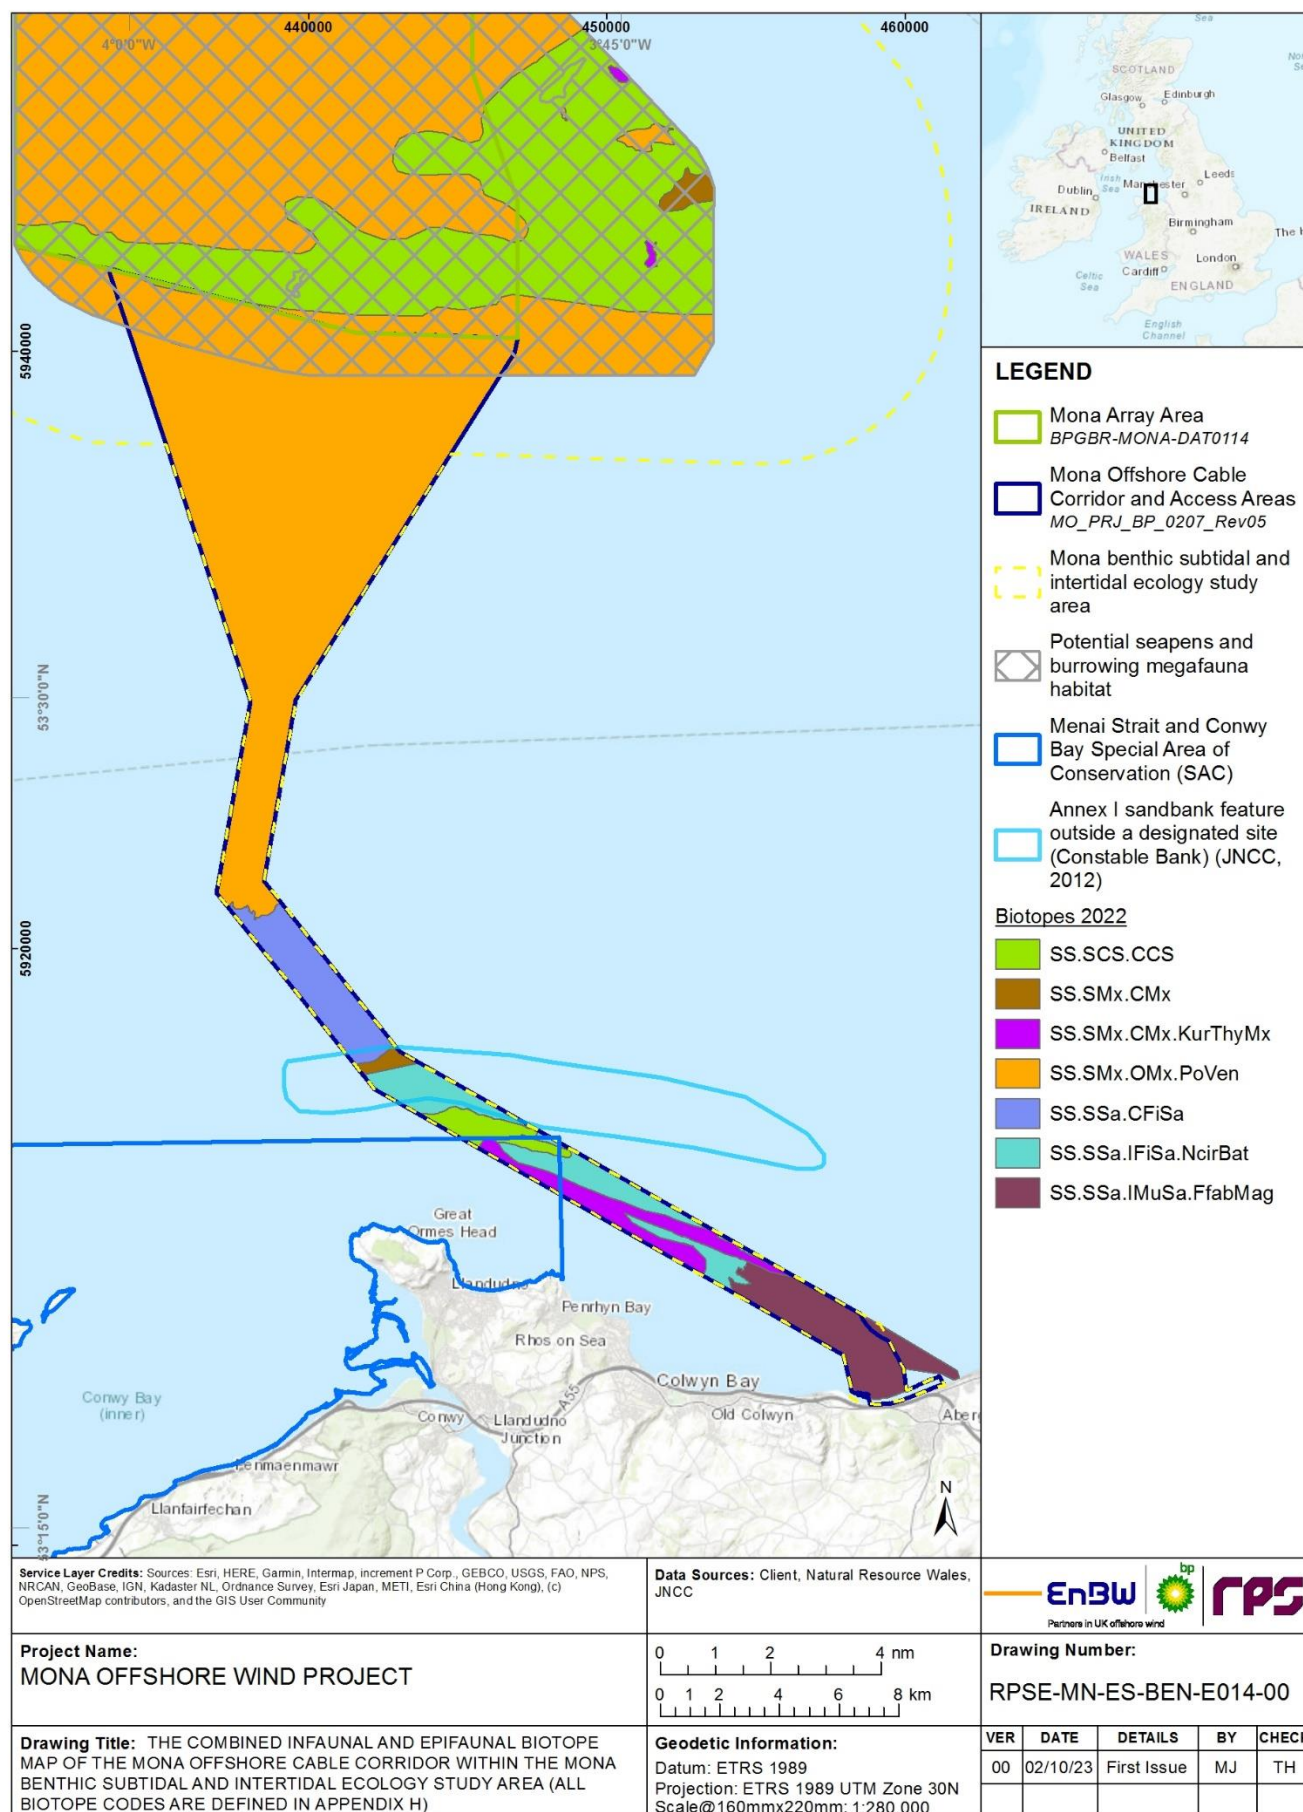 440000
450000
460000
4°0'0"W
3°45'0"W
5940000
53°30'0"N
5920000
53°15'0"N
Great
Ormes Head
Llandudno
Penrhyn Bay
Rhos on Sea
Colwyn Bay
Old Colwyn
A55
Conwy Bay
(inner)
Conwy
Llandudno
Junction
Penmaenmawr
Llanfairfechan
N
Sea
SCOTLAND
Glasgow
Edinburgh
UNITED
KINGDOM
Belfast
Irish
Sea
Manchester
Leeds
Dublin
IRELAND
Birmingham
The H
WALES
Cardiff
London
ENGLAND
Celtic
Sea
English
Channel
LEGEND
Mona Array Area
BPGBR-MONA-DAT0114
Mona Offshore Cable
Corridor and Access Areas
MO_PRJ_BP_0207_Rev05
Mona benthic subtidal and
intertidal ecology study
area
Potential seapens and
burrowing megafauna
habitat
Menai Strait and Conwy
Bay Special Area of
Conservation (SAC)
Annex I sandbank feature
outside a designated site
(Constable Bank) (JNCC,
2012)
Biotopes 2022
SS.SCS.CCS
SS.SMx.CMx
SS.SMx.CMx.KurThyMx
SS.SMx.OMx.PoVen
SS.SSa.CFiSa
SS.SSa.IFiSa.NcirBat
SS.SSa.IMuSa.FfabMag
Service Layer Credits: Sources: Esri, HERE, Garmin, Intermap, increment P Corp., GEBCO, USGS, FAO, NPS,
NRCAN, GeoBase, IGN, Kadaster NL, Ordnance Survey, Esri Japan, METI, Esri China (Hong Kong), (c)
OpenStreetMap contributors, and the GIS User Community
Data Sources: Client, Natural Resource Wales,
JNCC
EnBW
bp
rps
Partners in UK offshore wind
Project Name:
MONA OFFSHORE WIND PROJECT
0 1 2 4 nm
0 1 2 4 6 8 km
Drawing Number:
RPSE-MN-ES-BEN-E014-00
Drawing Title: THE COMBINED INFAUNAL AND EPIFAUNAL BIOTOPE
MAP OF THE MONA OFFSHORE CABLE CORRIDOR WITHIN THE MONA
BENTHIC SUBTIDAL AND INTERTIDAL ECOLOGY STUDY AREA (ALL
BIOTOPE CODES ARE DEFINED IN APPENDIX H)
Geodetic Information:
Datum: ETRS 1989
Projection: ETRS 1989 UTM Zone 30N
Scale@160mmx220mm: 1:280,000
VER DATE DETAILS BY CHECK
00 02/10/23 First Issue MJ TH